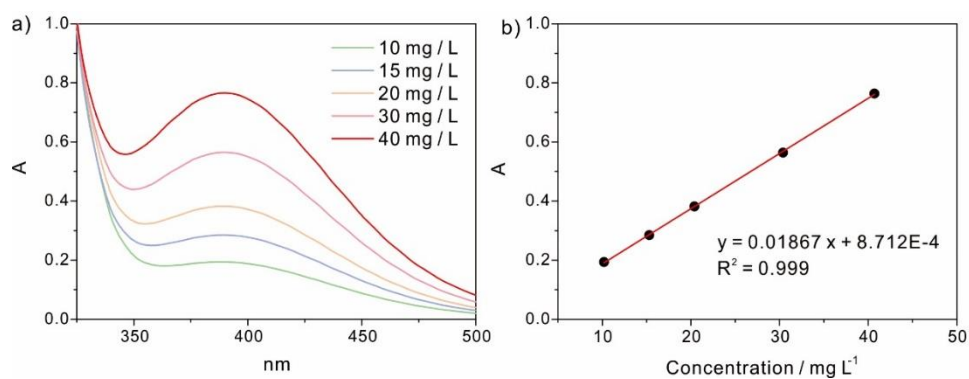 a)
1.0
0.8
0.6
0.4
0.2
0.0
A
10 mg / L
15 mg / L
20 mg / L
30 mg / L
40 mg / L
350 400 450 500
nm
b)
1.0
0.8
0.6
0.4
0.2
0.0
A
y = 0.01867 x + 8.712E-4
R² = 0.999
10 20 30 40 50
Concentration / mg L⁻¹